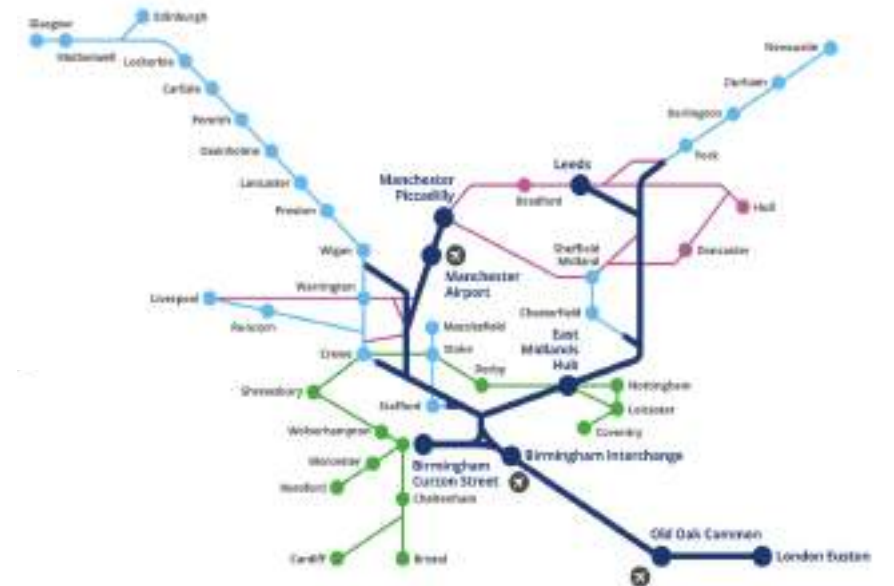 Edinburgh
Glasgow
Motherwell
Lockerbie
Carlisle
Penrith
Oxenholme
Lancaster
Preston
Wigan
Warrington
Liverpool
Runcorn
Crewe
Newcastle
Durham
Darlington
York
Leeds
Manchester
Piccadilly
Bradford
Hull
Doncaster
Sheffield
Midland
Manchester
Airport
Chesterfield
Macclesfield
Stoke
East
Midlands
Hub
Derby
Nottingham
Leicester
Coventry
Stafford
Shrewsbury
Wolverhampton
Worcester
Hereford
Birmingham
Curzon Street
Birmingham Interchange
Cheltenham
Cardiff
Bristol
Old Oak Common
London Euston